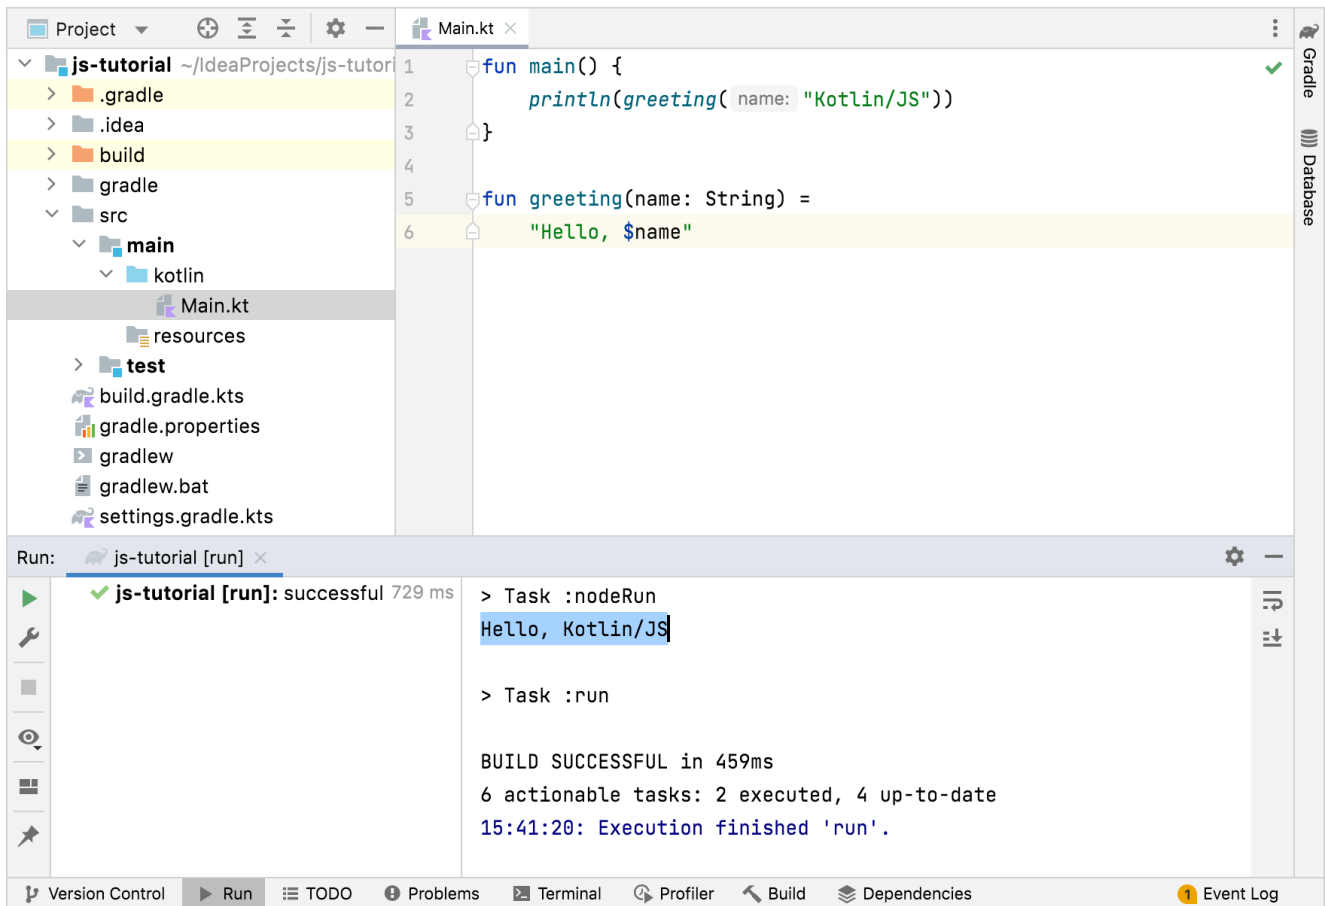 Project
js-tutorial ~/IdeaProjects/js-tutori
.gradle
.idea
build
gradle
src
main
kotlin
Main.kt
resources
test
build.gradle.kts
gradle.properties
gradlew
gradlew.bat
settings.gradle.kts
Main.kt
1 fun main() {
2 println(greeting( name: "Kotlin/JS"))
3 }
4
5 fun greeting(name: String) =
6 "Hello, $name"
Gradle
Database
Run: js-tutorial [run]
js-tutorial [run]: successful 729 ms
> Task :nodeRun
Hello, Kotlin/JS
> Task :run
BUILD SUCCESSFUL in 459ms
6 actionable tasks: 2 executed, 4 up-to-date
15:41:20: Execution finished 'run'.
Version Control Run TODO Problems Terminal Profiler Build Dependencies 1 Event Log